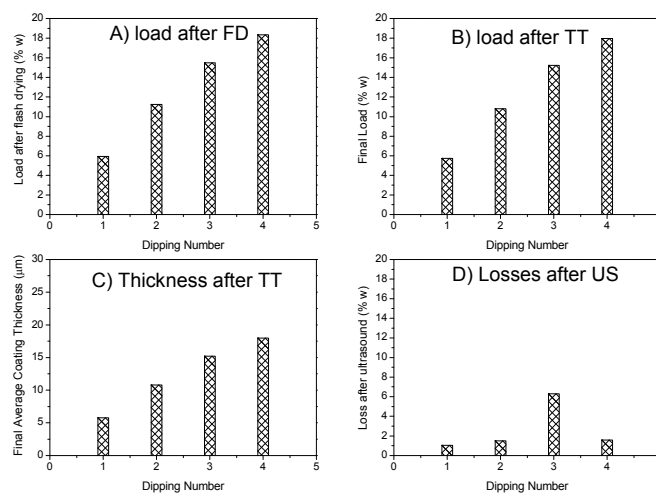 A) load after FD
Load after flash drying (% w)
20
18
16
14
12
10
8
6
4
2
0
0 1 2 3 4 5
Dipping Number
B) load after TT
Final Load (% w)
20
18
16
14
12
10
8
6
4
2
0
0 1 2 3 4
Dipping Number
C) Thickness after TT
Final Average Coating Thickness (μm)
30
25
20
15
10
5
0
0 1 2 3 4 5
Dipping Number
D) Losses after US
Loss after ultrasound (% w)
20
18
16
14
12
10
8
6
4
2
0
0 1 2 3 4
Dipping Number